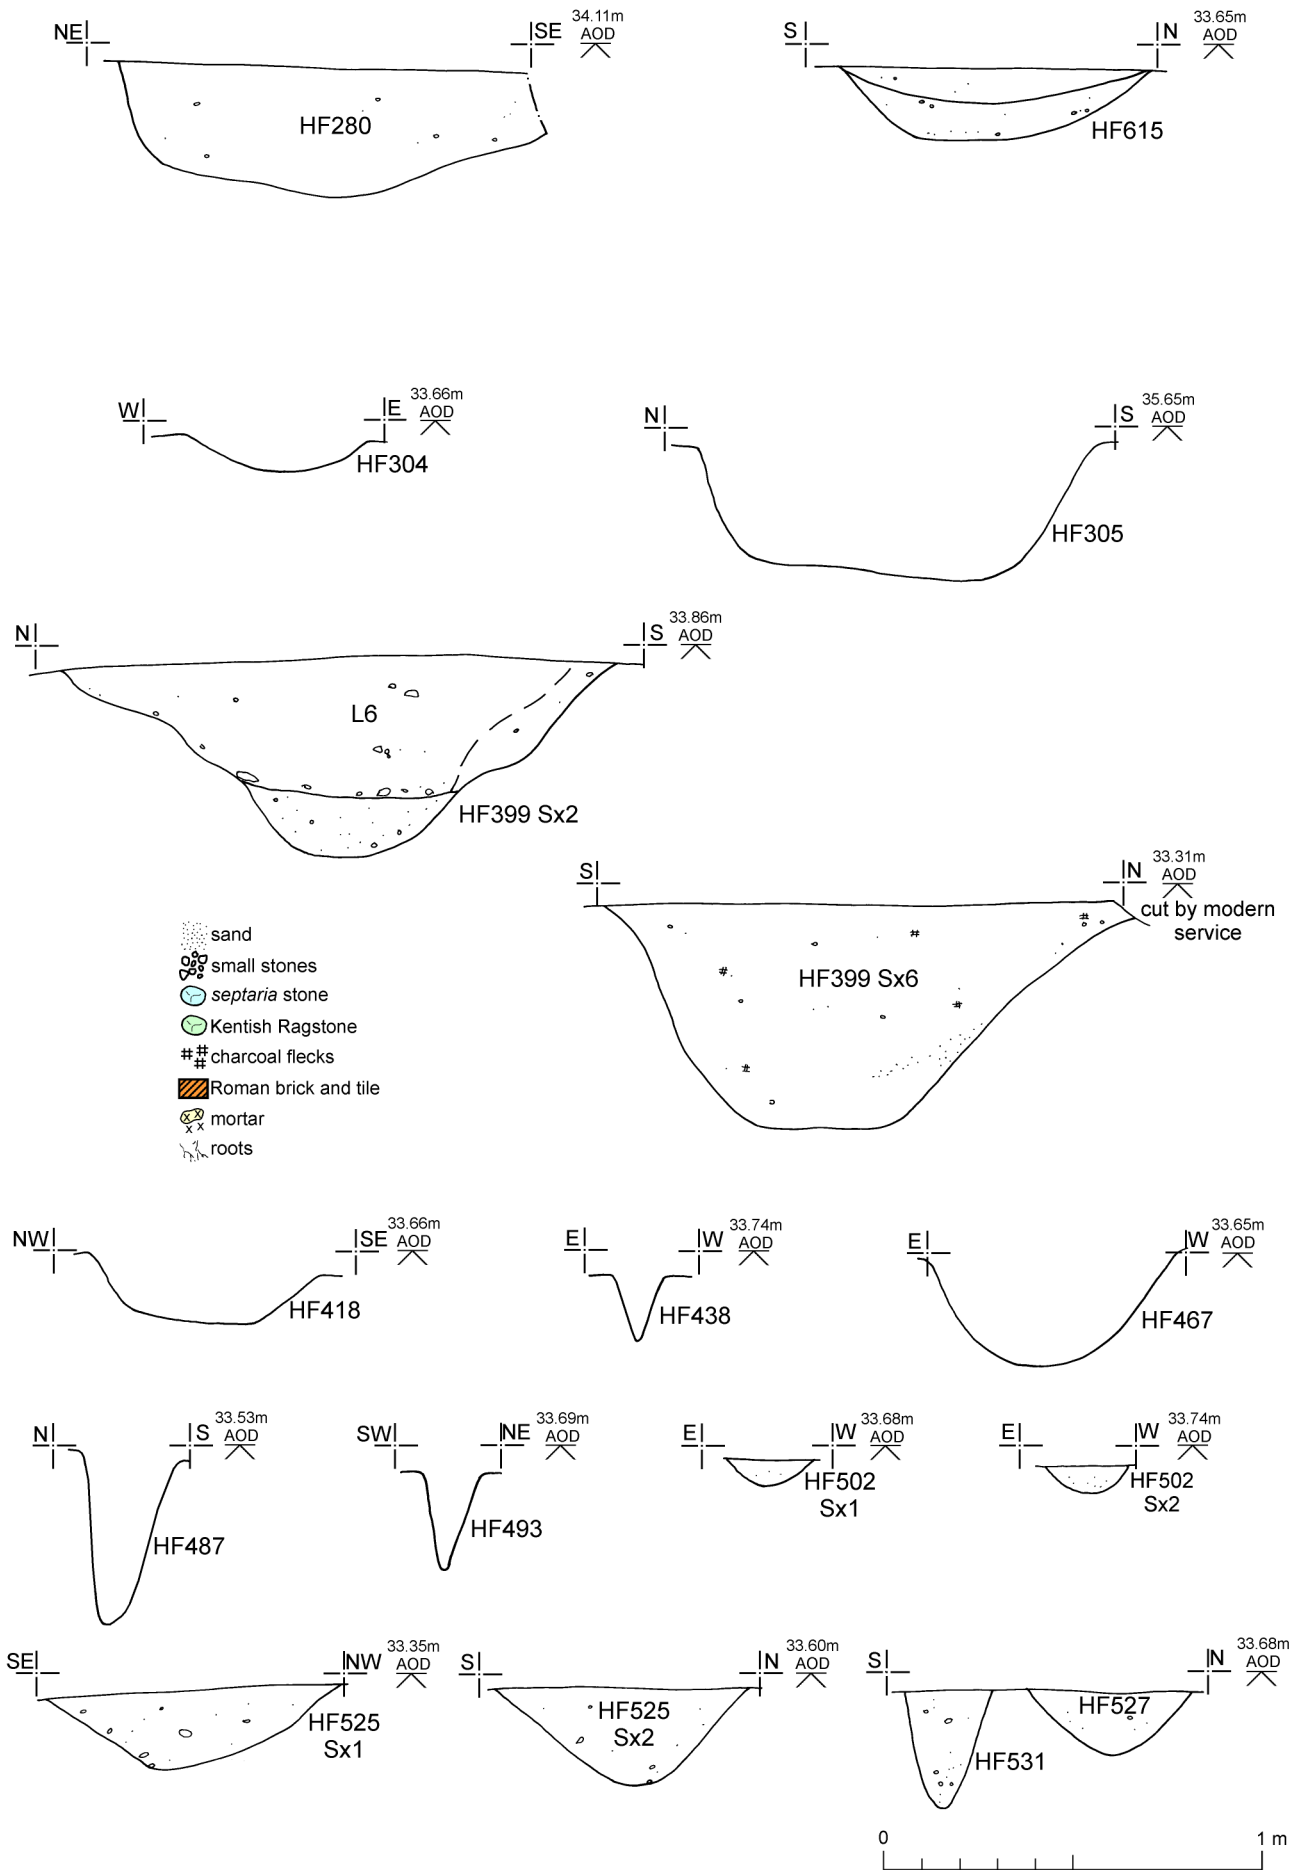 NE SE 34.11m
AOD
HF280
S N 33.65m
AOD
HF615
W E 33.66m
AOD
HF304
N S 35.65m
AOD
HF305
N S 33.86m
AOD
L6
HF399 Sx2
S N 33.31m
AOD
cut by modern
service
HF399 Sx6
sand
small stones
septaria stone
Kentish Ragstone
charcoal flecks
Roman brick and tile
mortar
roots
NW SE 33.66m
AOD
HF418
E W 33.74m
AOD
HF438
E W 33.65m
AOD
HF467
N S 33.53m
AOD
HF487
SW NE 33.69m
AOD
HF493
E W 33.68m
AOD
HF502
Sx1
E W 33.74m
AOD
HF502
Sx2
SE NW 33.35m
AOD
HF525
Sx1
S N 33.60m
AOD
HF525
Sx2
S N 33.68m
AOD
HF527
HF531
0 1 m